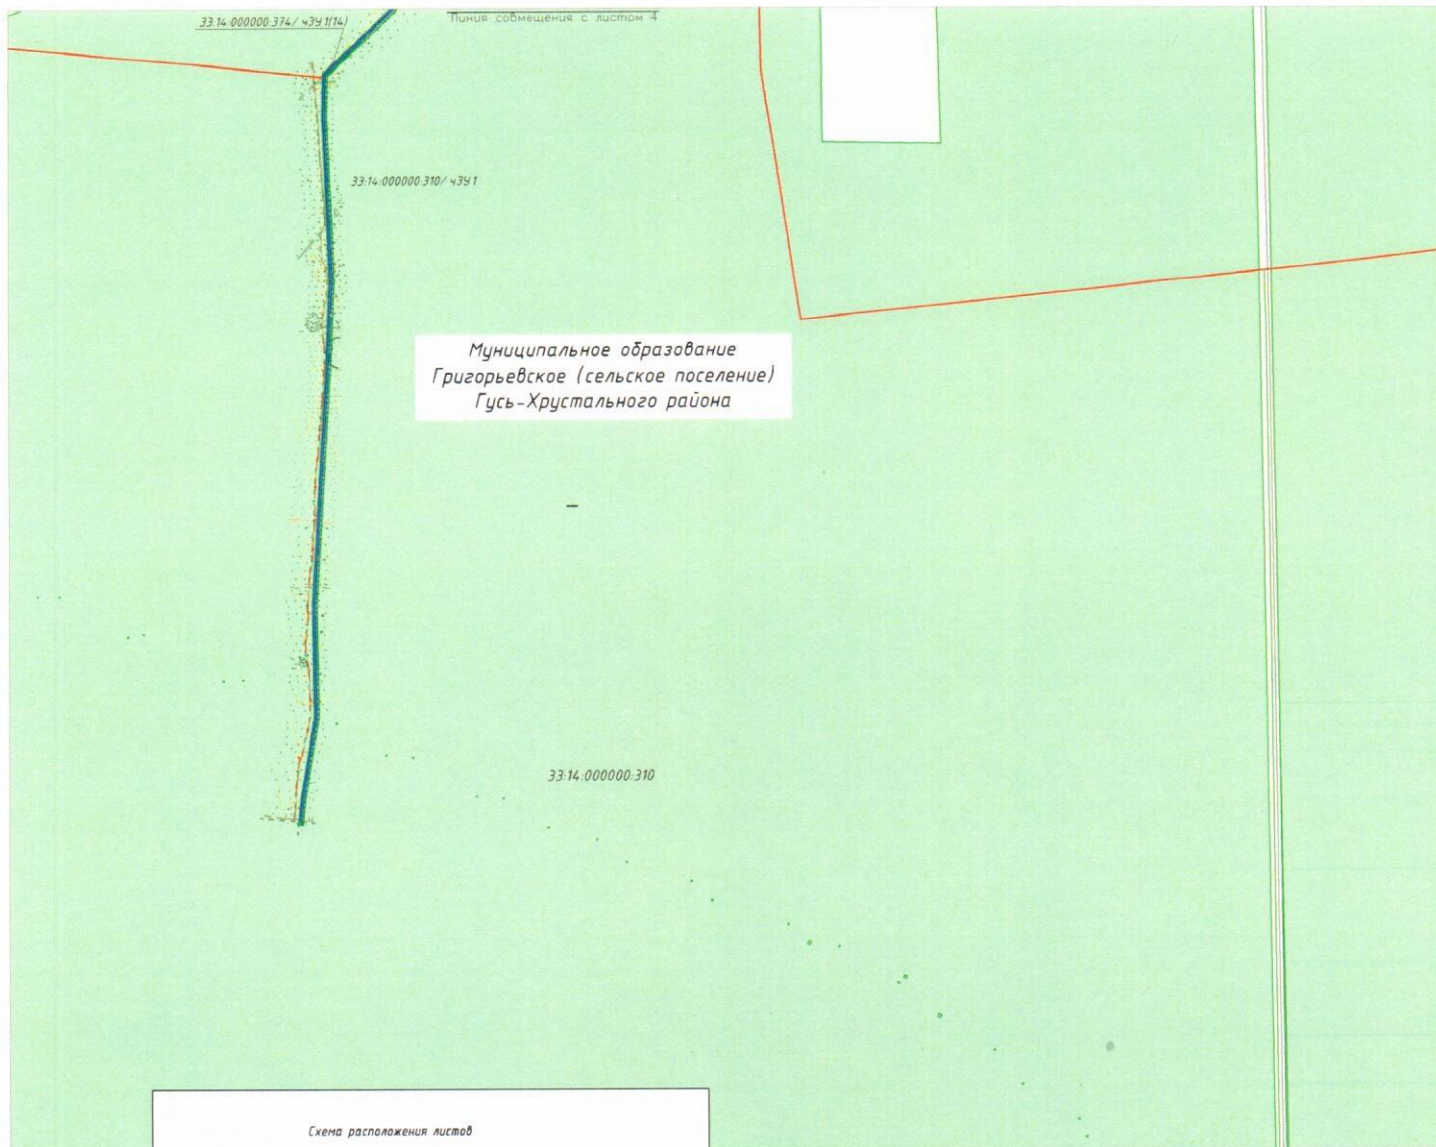 33:14:000000:374/ чЗУ1(14)
Линия совмещения с листом 4
33:14:000000:310/ чЗУ1
Муниципальное образование
Григорьевское (сельское поселение)
Гусь-Хрустального района
33:14:000000:310
Схема расположения листов